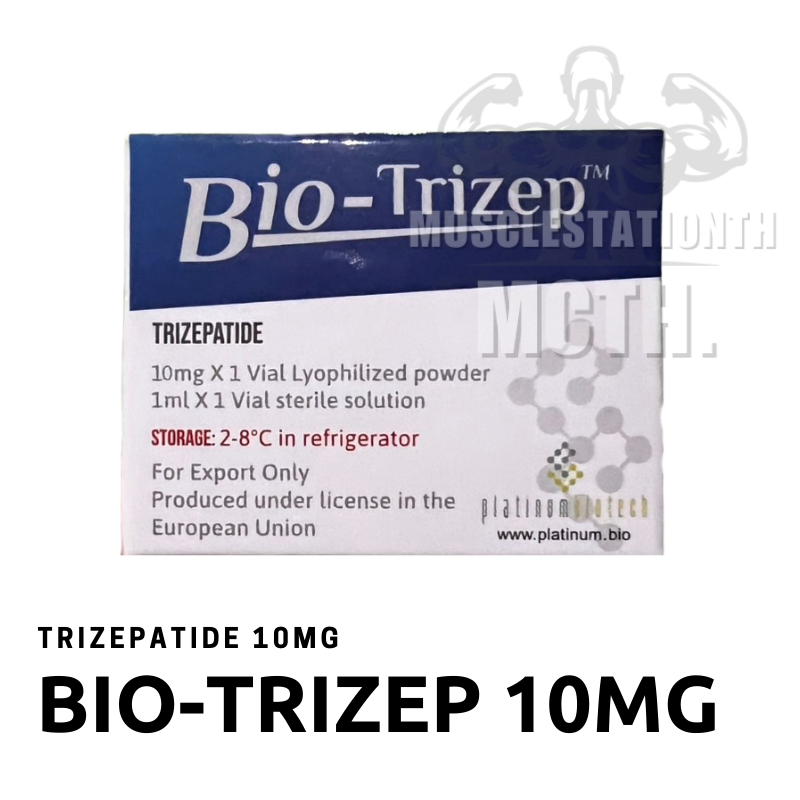 Bio-Trizep™
MUSCLESTATIONTH
MCTH.
TRIZEPATIDE
10mg X 1 Vial Lyophilized powder
1ml X 1 Vial sterile solution
STORAGE: 2-8°C in refrigerator
For Export Only
Produced under license in the
European Union
platinumbiotech
www.platinum.bio
TRIZEPATIDE 10MG
BIO-TRIZEP 10MG